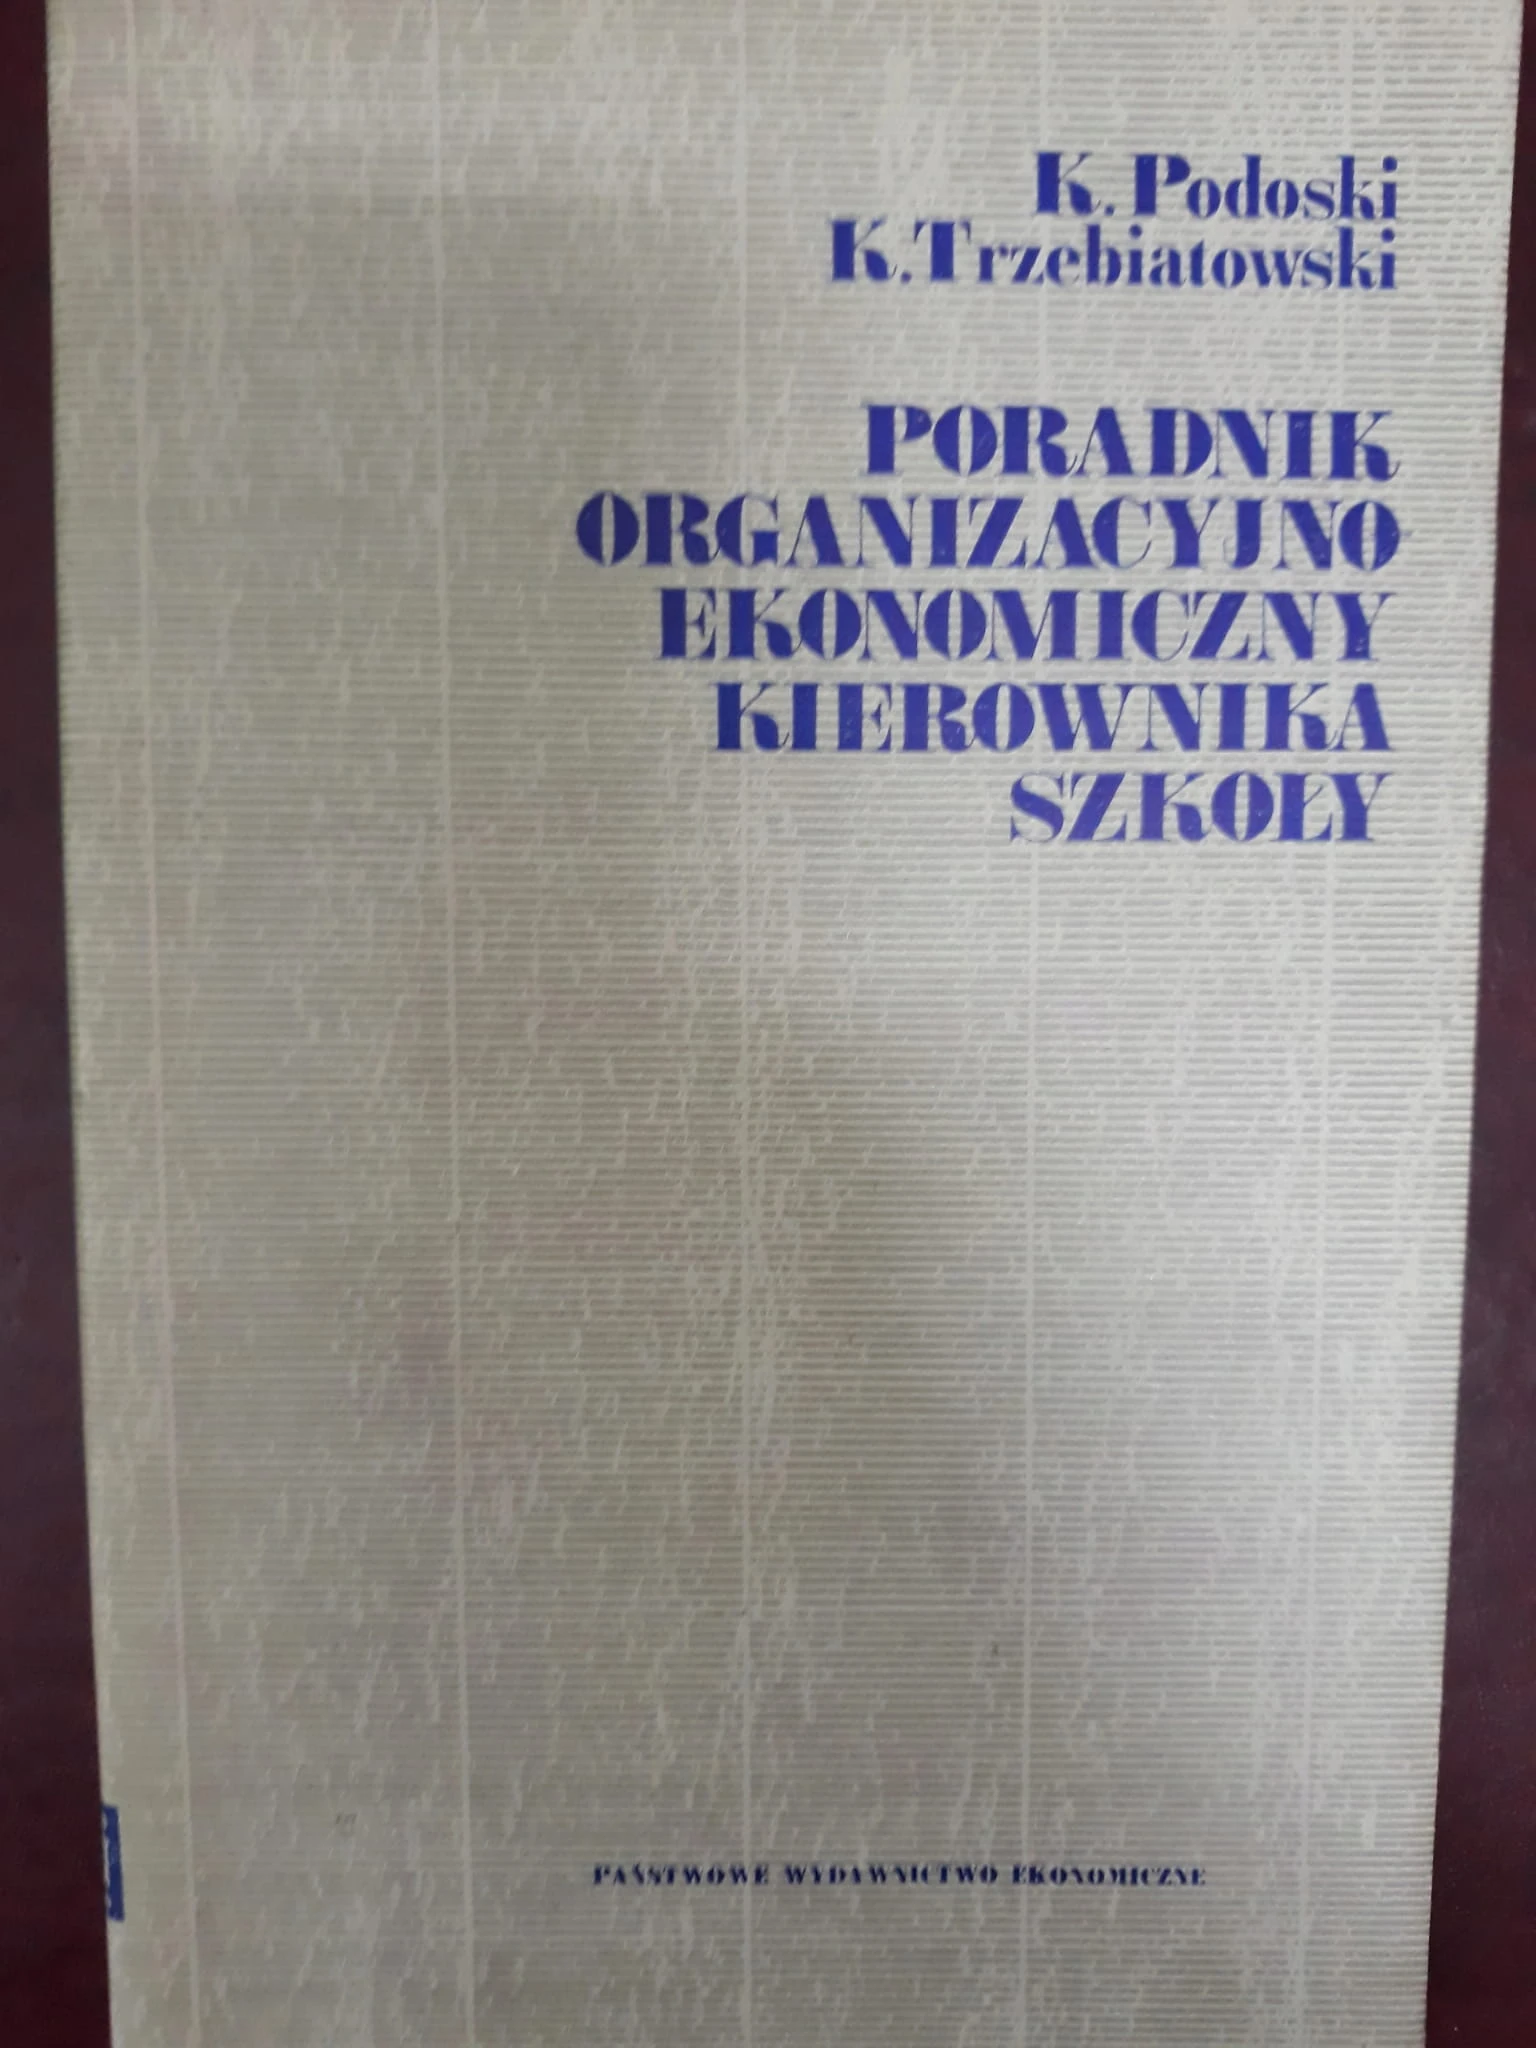 K. Podoski
K. Trzebiatowski
PORADNIK
ORGANIZACYJNO
EKONOMICZNY
KIEROWNIKA
SZKOŁY
PAŃSTWOWE WYDAWNICTWO EKONOMICZNE